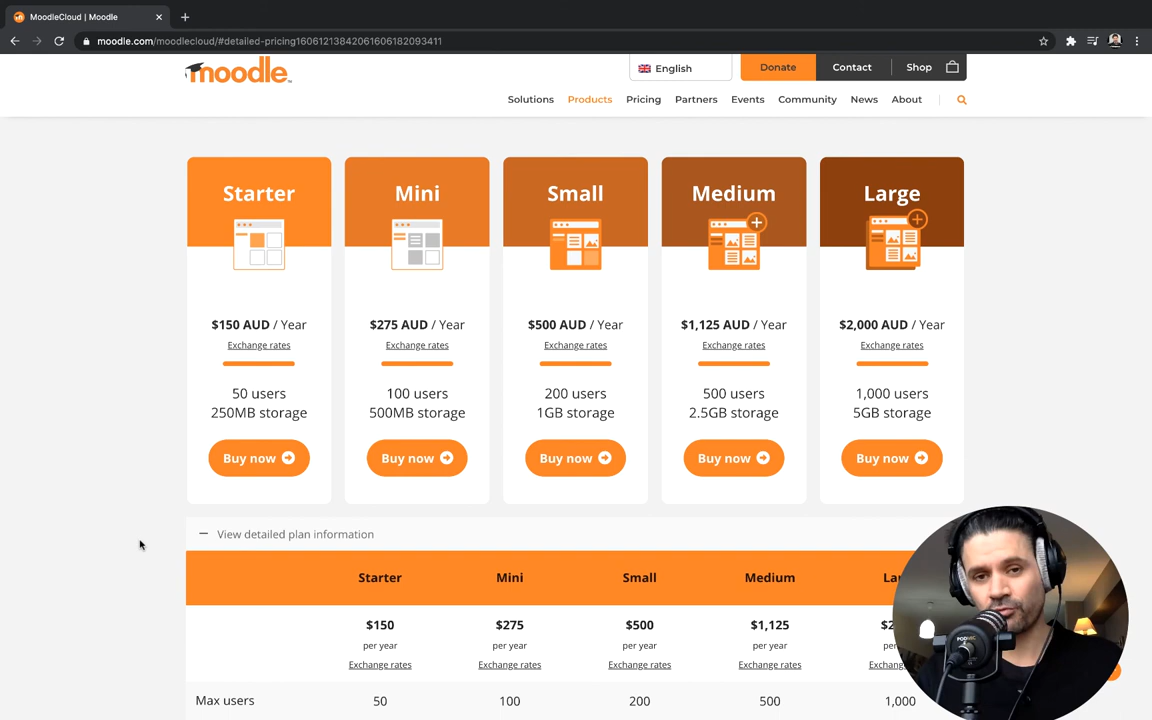 MoodleCloud | Moodle
moodle.com/moodlecloud/#detailed-pricing16061213842061606182093411
moodle
English
Donate
Contact
Shop
Solutions
Products
Pricing
Partners
Events
Community
News
About
Starter
Mini
Small
Medium
Large
$150 AUD / Year
$275 AUD / Year
$500 AUD / Year
$1,125 AUD / Year
$2,000 AUD / Year
Exchange rates
Exchange rates
Exchange rates
Exchange rates
Exchange rates
50 users
100 users
200 users
500 users
1,000 users
250MB storage
500MB storage
1GB storage
2.5GB storage
5GB storage
Buy now
Buy now
Buy now
Buy now
Buy now
View detailed plan information
Starter
Mini
Small
Medium
$150
$275
$500
$1,125
per year
per year
per year
per year
Exchange rates
Exchange rates
Exchange rates
Exchange rates
Max users
50
100
200
500
1,000
PODMIC